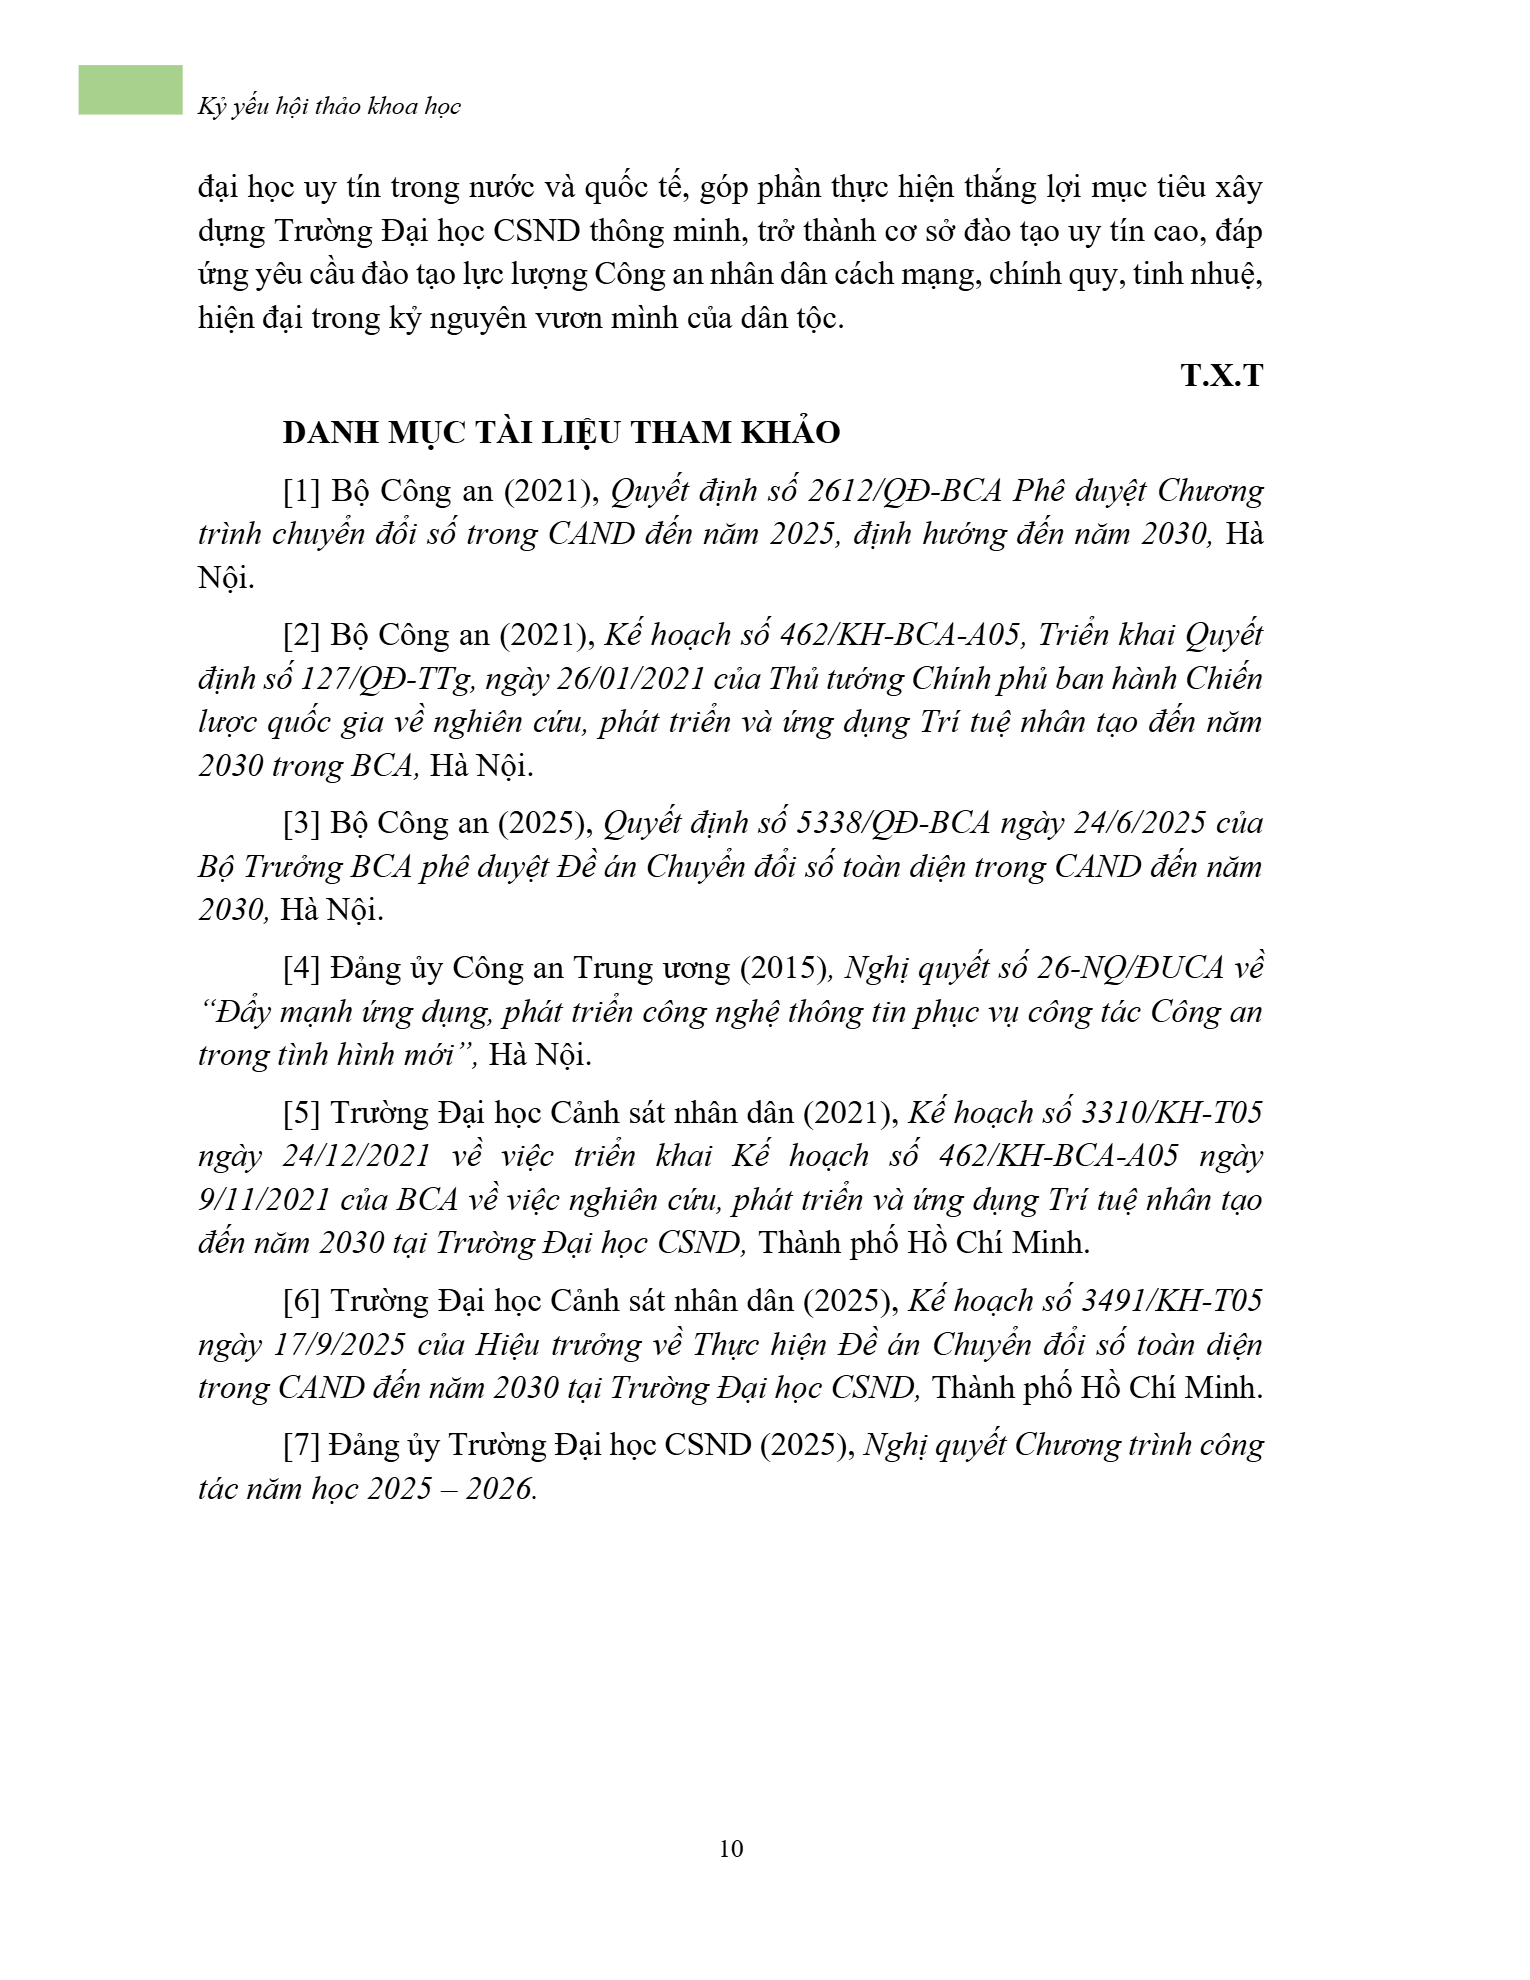 Kỷ yếu hội thảo khoa học
đại học uy tín trong nước và quốc tế, góp phần thực hiện thắng lợi mục tiêu xây
dựng Trường Đại học CSND thông minh, trở thành cơ sở đào tạo uy tín cao, đáp
ứng yêu cầu đào tạo lực lượng Công an nhân dân cách mạng, chính quy, tinh nhuệ,
hiện đại trong kỷ nguyên vươn mình của dân tộc.
T.X.T
DANH MỤC TÀI LIỆU THAM KHẢO
[1] Bộ Công an (2021), Quyết định số 2612/QĐ-BCA Phê duyệt Chương
trình chuyển đổi số trong CAND đến năm 2025, định hướng đến năm 2030, Hà
Nội.
[2] Bộ Công an (2021), Kế hoạch số 462/KH-BCA-A05, Triển khai Quyết
định số 127/QĐ-TTg, ngày 26/01/2021 của Thủ tướng Chính phủ ban hành Chiến
lược quốc gia về nghiên cứu, phát triển và ứng dụng Trí tuệ nhân tạo đến năm
2030 trong BCA, Hà Nội.
[3] Bộ Công an (2025), Quyết định số 5338/QĐ-BCA ngày 24/6/2025 của
Bộ Trưởng BCA phê duyệt Đề án Chuyển đổi số toàn diện trong CAND đến năm
2030, Hà Nội.
[4] Đảng ủy Công an Trung ương (2015), Nghị quyết số 26-NQ/ĐUCA về
“Đẩy mạnh ứng dụng, phát triển công nghệ thông tin phục vụ công tác Công an
trong tình hình mới”, Hà Nội.
[5] Trường Đại học Cảnh sát nhân dân (2021), Kế hoạch số 3310/KH-T05
ngày 24/12/2021 về việc triển khai Kế hoạch số 462/KH-BCA-A05 ngày
9/11/2021 của BCA về việc nghiên cứu, phát triển và ứng dụng Trí tuệ nhân tạo
đến năm 2030 tại Trường Đại học CSND, Thành phố Hồ Chí Minh.
[6] Trường Đại học Cảnh sát nhân dân (2025), Kế hoạch số 3491/KH-T05
ngày 17/9/2025 của Hiệu trưởng về Thực hiện Đề án Chuyển đổi số toàn diện
trong CAND đến năm 2030 tại Trường Đại học CSND, Thành phố Hồ Chí Minh.
[7] Đảng ủy Trường Đại học CSND (2025), Nghị quyết Chương trình công
tác năm học 2025 – 2026.
10